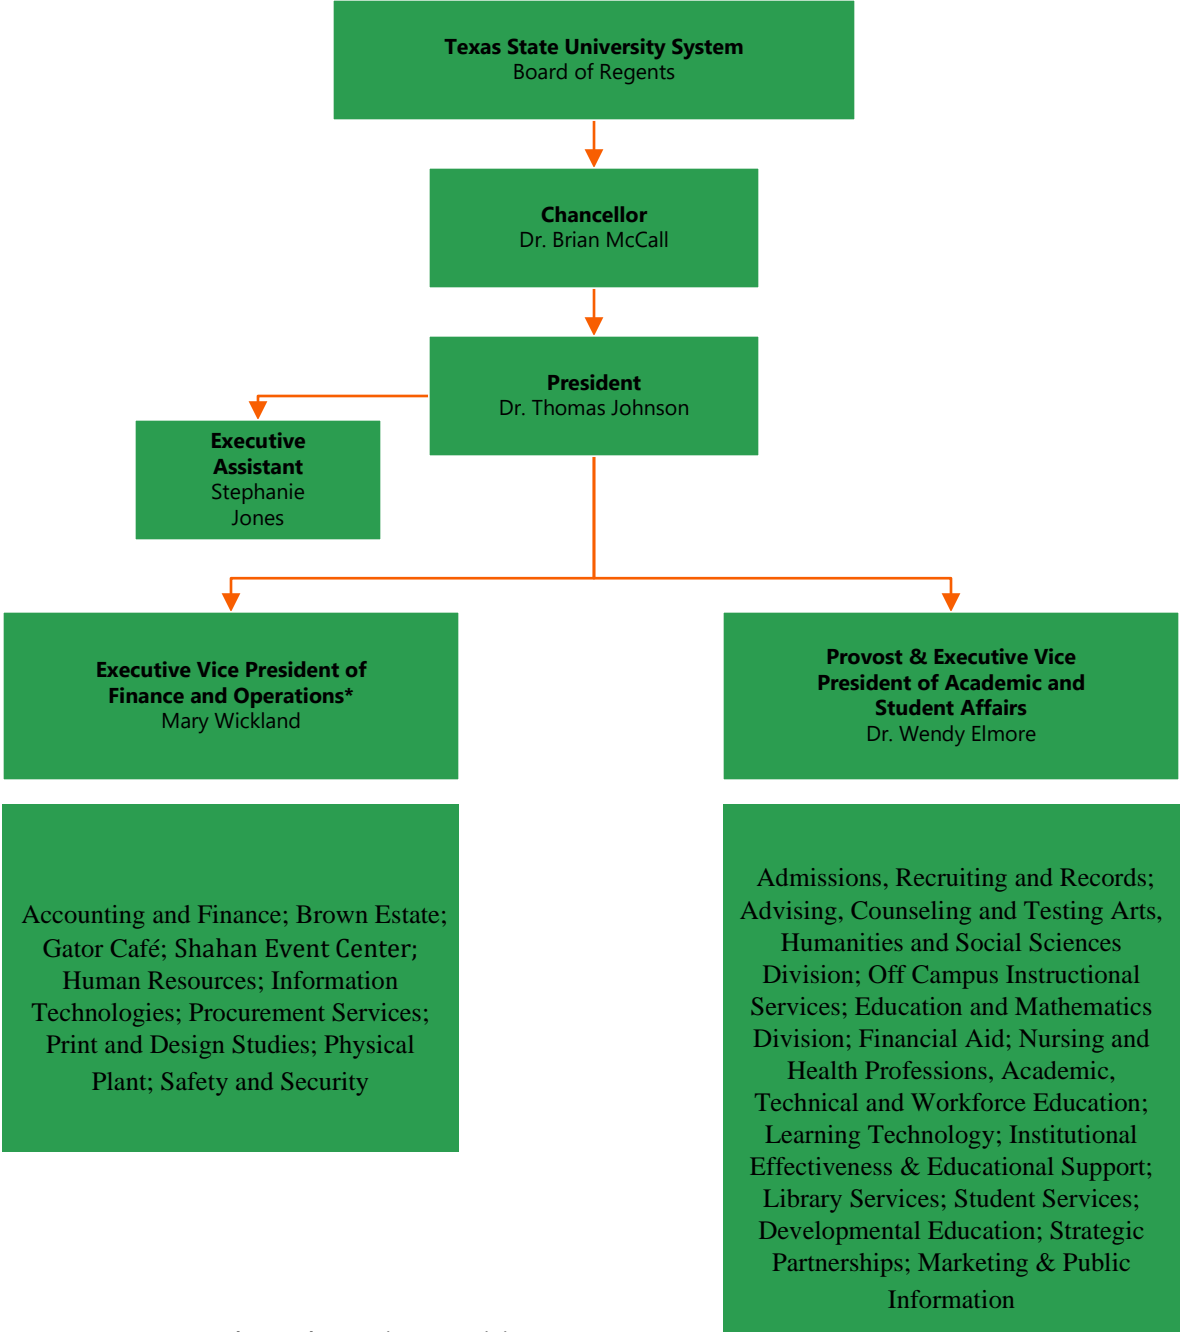 Texas State University System
Board of Regents
Chancellor
Dr. Brian McCall
President
Dr. Thomas Johnson
Executive
Assistant
Stephanie
Jones
Executive Vice President of
Finance and Operations*
Mary Wickland
Provost & Executive Vice
President of Academic and
Student Affairs
Dr. Wendy Elmore
Accounting and Finance; Brown Estate;
Gator Café; Shahan Event Center;
Human Resources; Information
Technologies; Procurement Services;
Print and Design Studies; Physical
Plant; Safety and Security
Admissions, Recruiting and Records;
Advising, Counseling and Testing Arts,
Humanities and Social Sciences
Division; Off Campus Instructional
Services; Education and Mathematics
Division; Financial Aid; Nursing and
Health Professions, Academic,
Technical and Workforce Education;
Learning Technology; Institutional
Effectiveness & Educational Support;
Library Services; Student Services;
Developmental Education; Strategic
Partnerships; Marketing & Public
Information